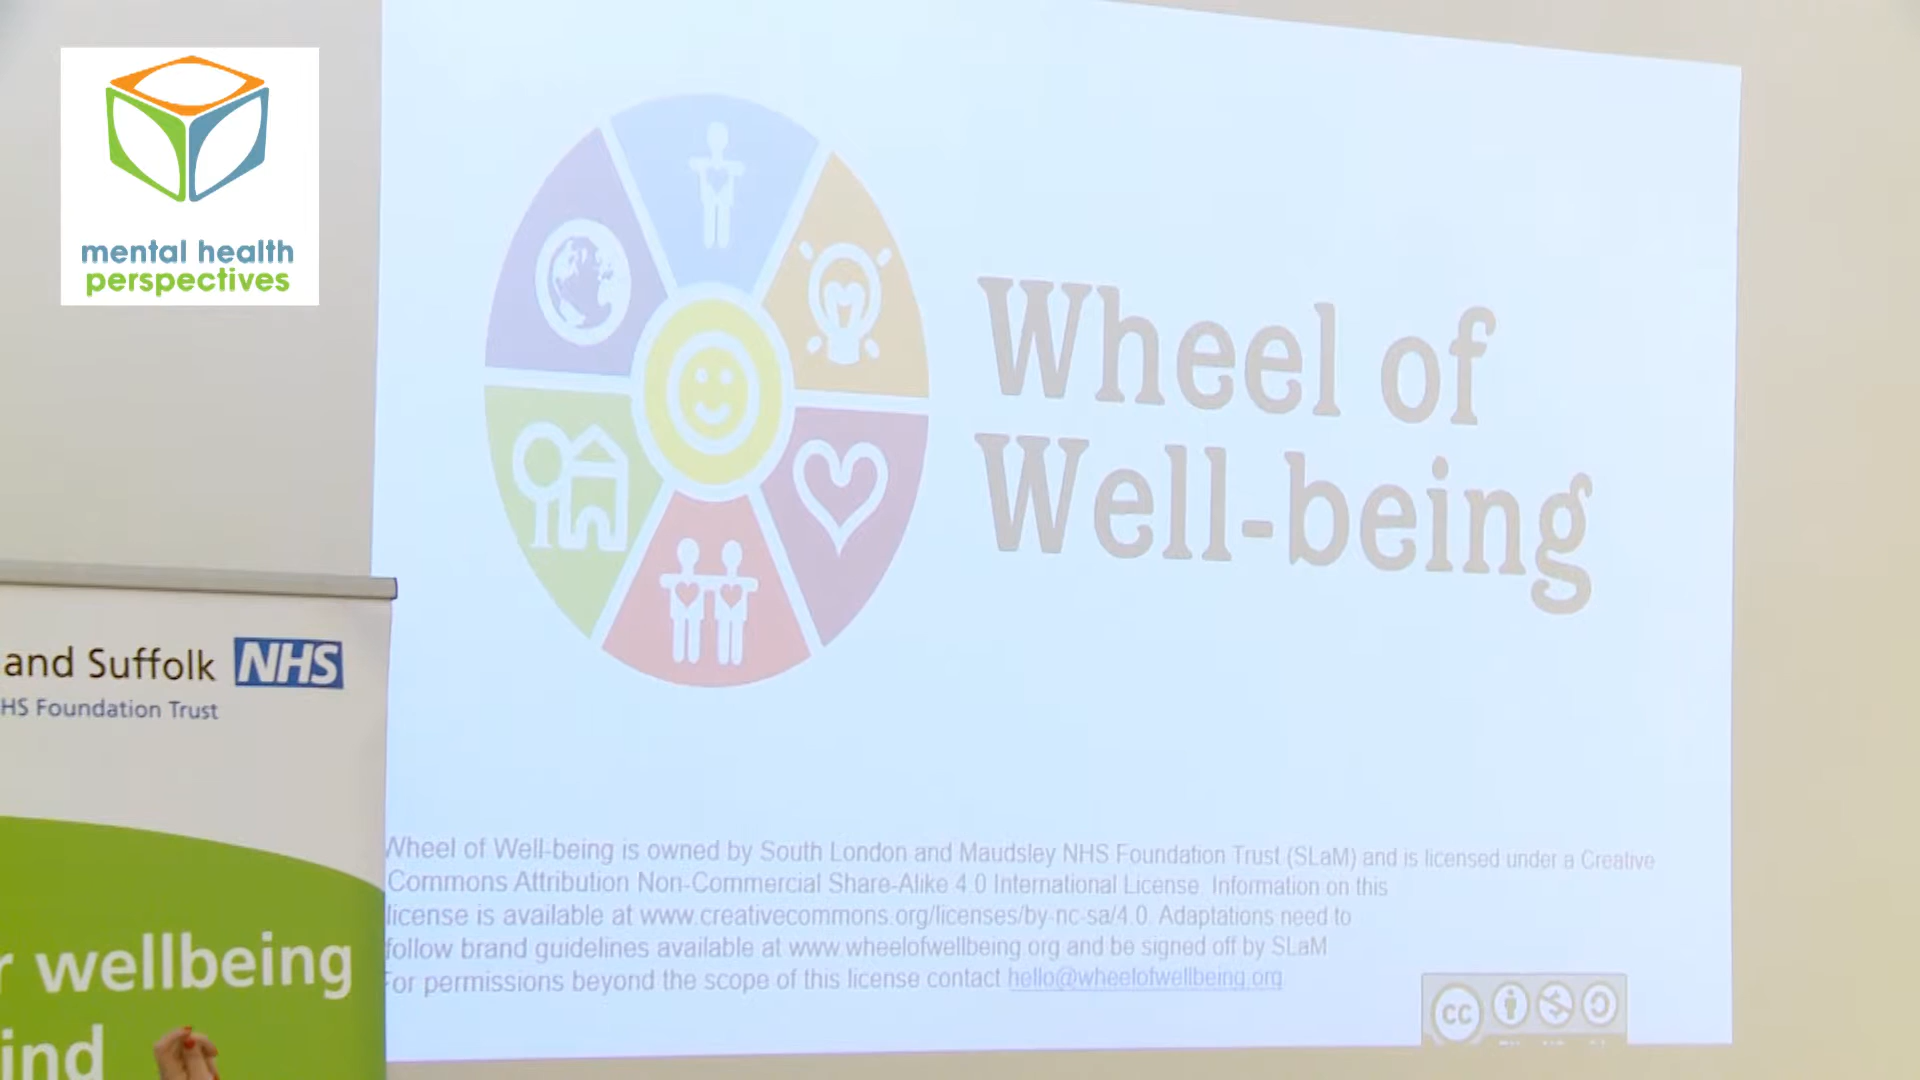 mental health
perspectives
Wheel of
Well-being
and Suffolk NHS
HS Foundation Trust
wellbeing
ind
Wheel of Well-being is owned by South London and Maudsley NHS Foundation Trust (SLaM) and is licensed under a Creative
Commons Attribution Non-Commercial Share-Alike 4.0 International License. Information on this
license is available at www.creativecommons.org/licenses/by-nc-sa/4.0. Adaptations need to
follow brand guidelines available at www.wheelofwellbeing.org and be signed off by SLaM
For permissions beyond the scope of this license contact hello@wheelofwellbeing.org
cc